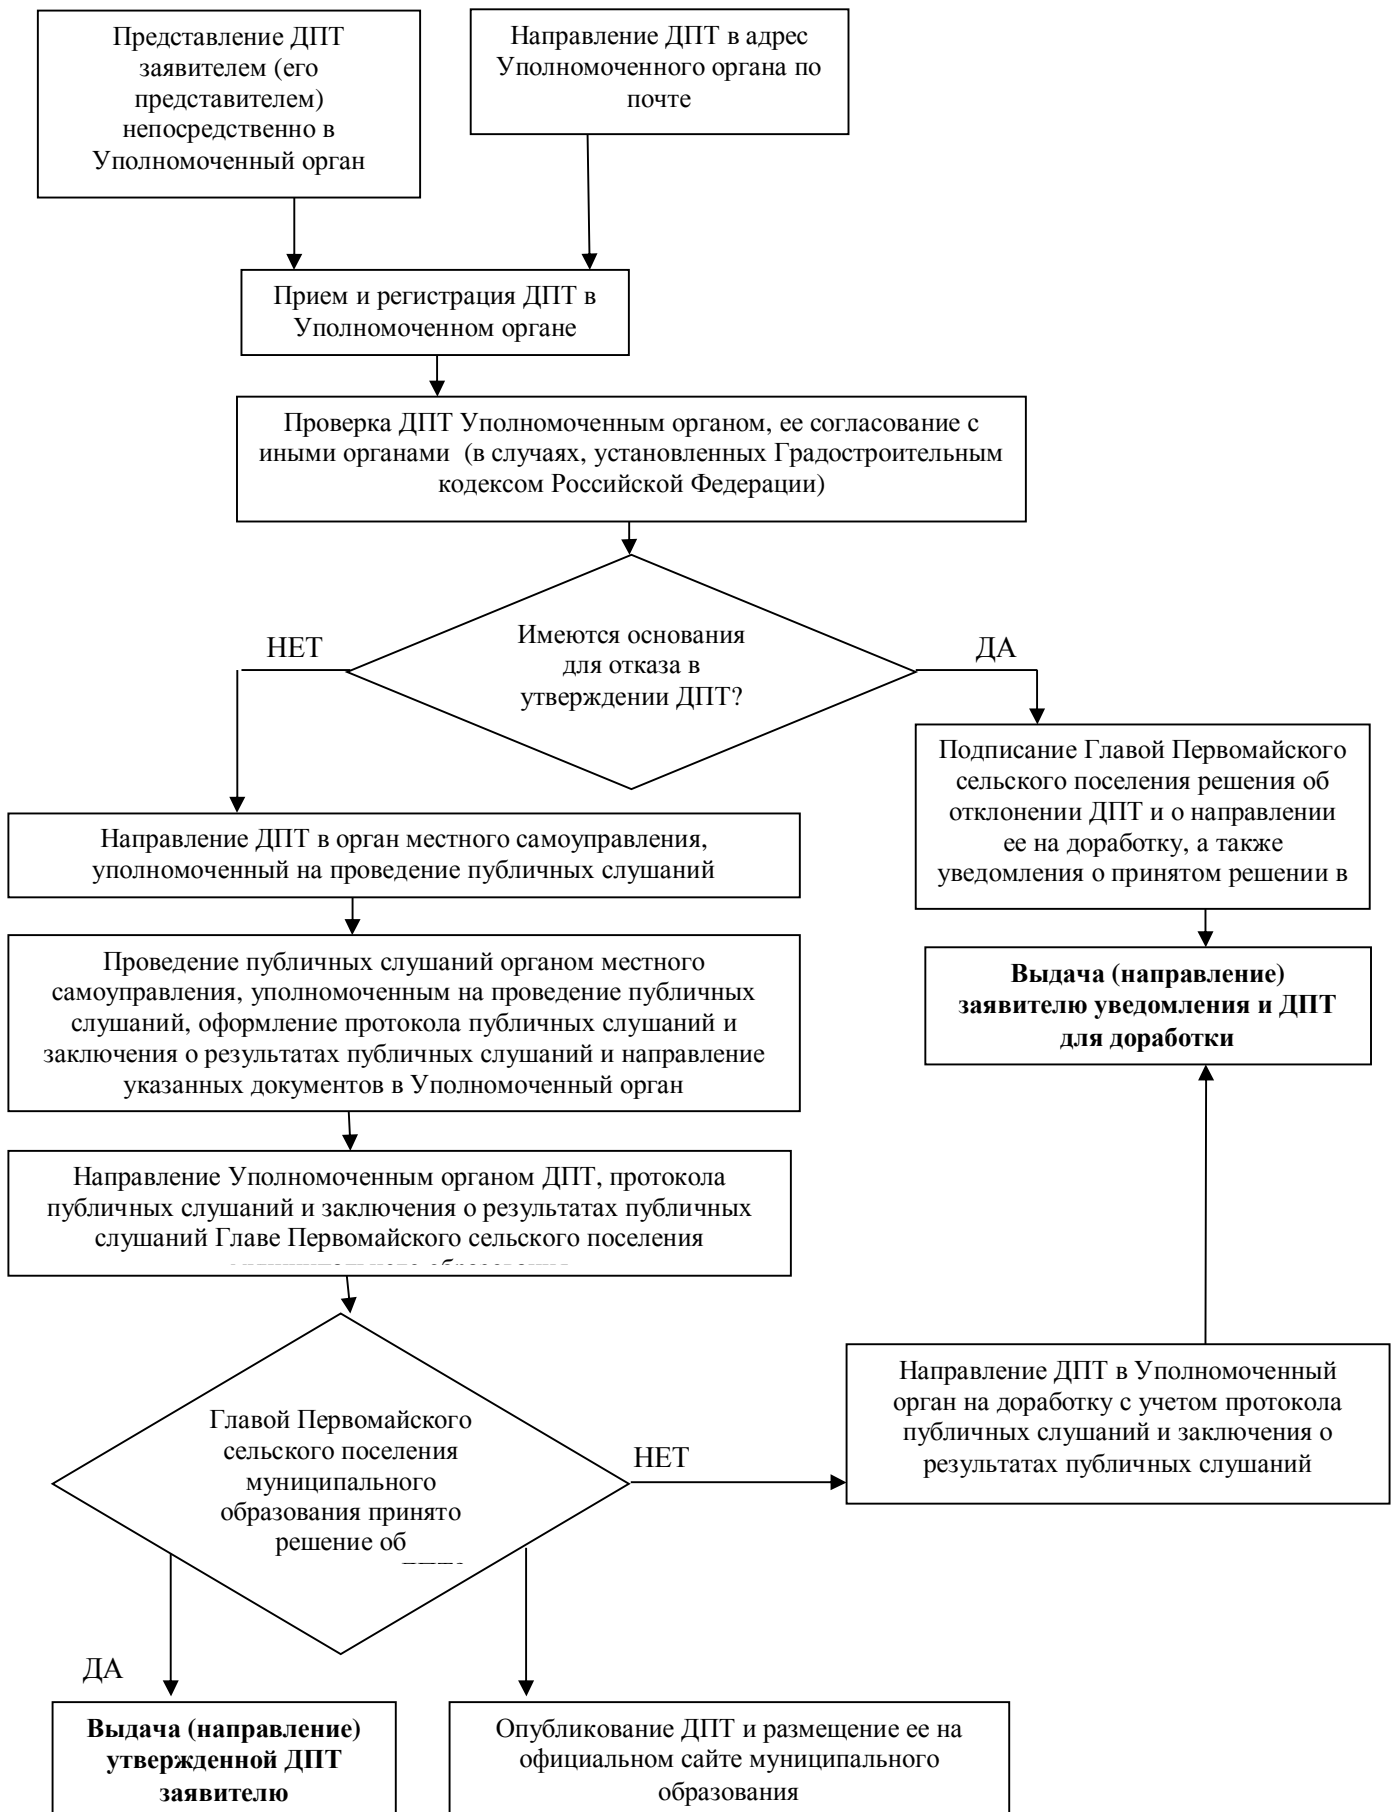 Представление ДПТ
заявителем (его
представителем)
непосредственно в
Уполномоченный орган
Направление ДПТ в адрес
Уполномоченного органа по
почте
Прием и регистрация ДПТ в
Уполномоченном органе
Проверка ДПТ Уполномоченным органом, ее согласование с
иными органами (в случаях, установленных Градостроительным
кодексом Российской Федерации)
Имеются основания
для отказа в
утверждении ДПТ?
НЕТ
ДА
Подписание Главой Первомайского
сельского поселения решения об
отклонении ДПТ и о направлении
ее на доработку, а также
уведомления о принятом решении в
Направление ДПТ в орган местного самоуправления,
уполномоченный на проведение публичных слушаний
Выдача (направление)
заявителю уведомления и ДПТ
для доработки
Проведение публичных слушаний органом местного
самоуправления, уполномоченным на проведение публичных
слушаний, оформление протокола публичных слушаний и
заключения о результатах публичных слушаний и направление
указанных документов в Уполномоченный орган
Направление Уполномоченным органом ДПТ, протокола
публичных слушаний и заключения о результатах публичных
слушаний Главе Первомайского сельского поселения
Главой Первомайского
сельского поселения
муниципального
образования принято
решение об
НЕТ
Направление ДПТ в Уполномоченный
орган на доработку с учетом протокола
публичных слушаний и заключения о
результатах публичных слушаний
ДА
Выдача (направление)
утвержденной ДПТ
заявителю
Опубликование ДПТ и размещение ее на
официальном сайте муниципального
образования